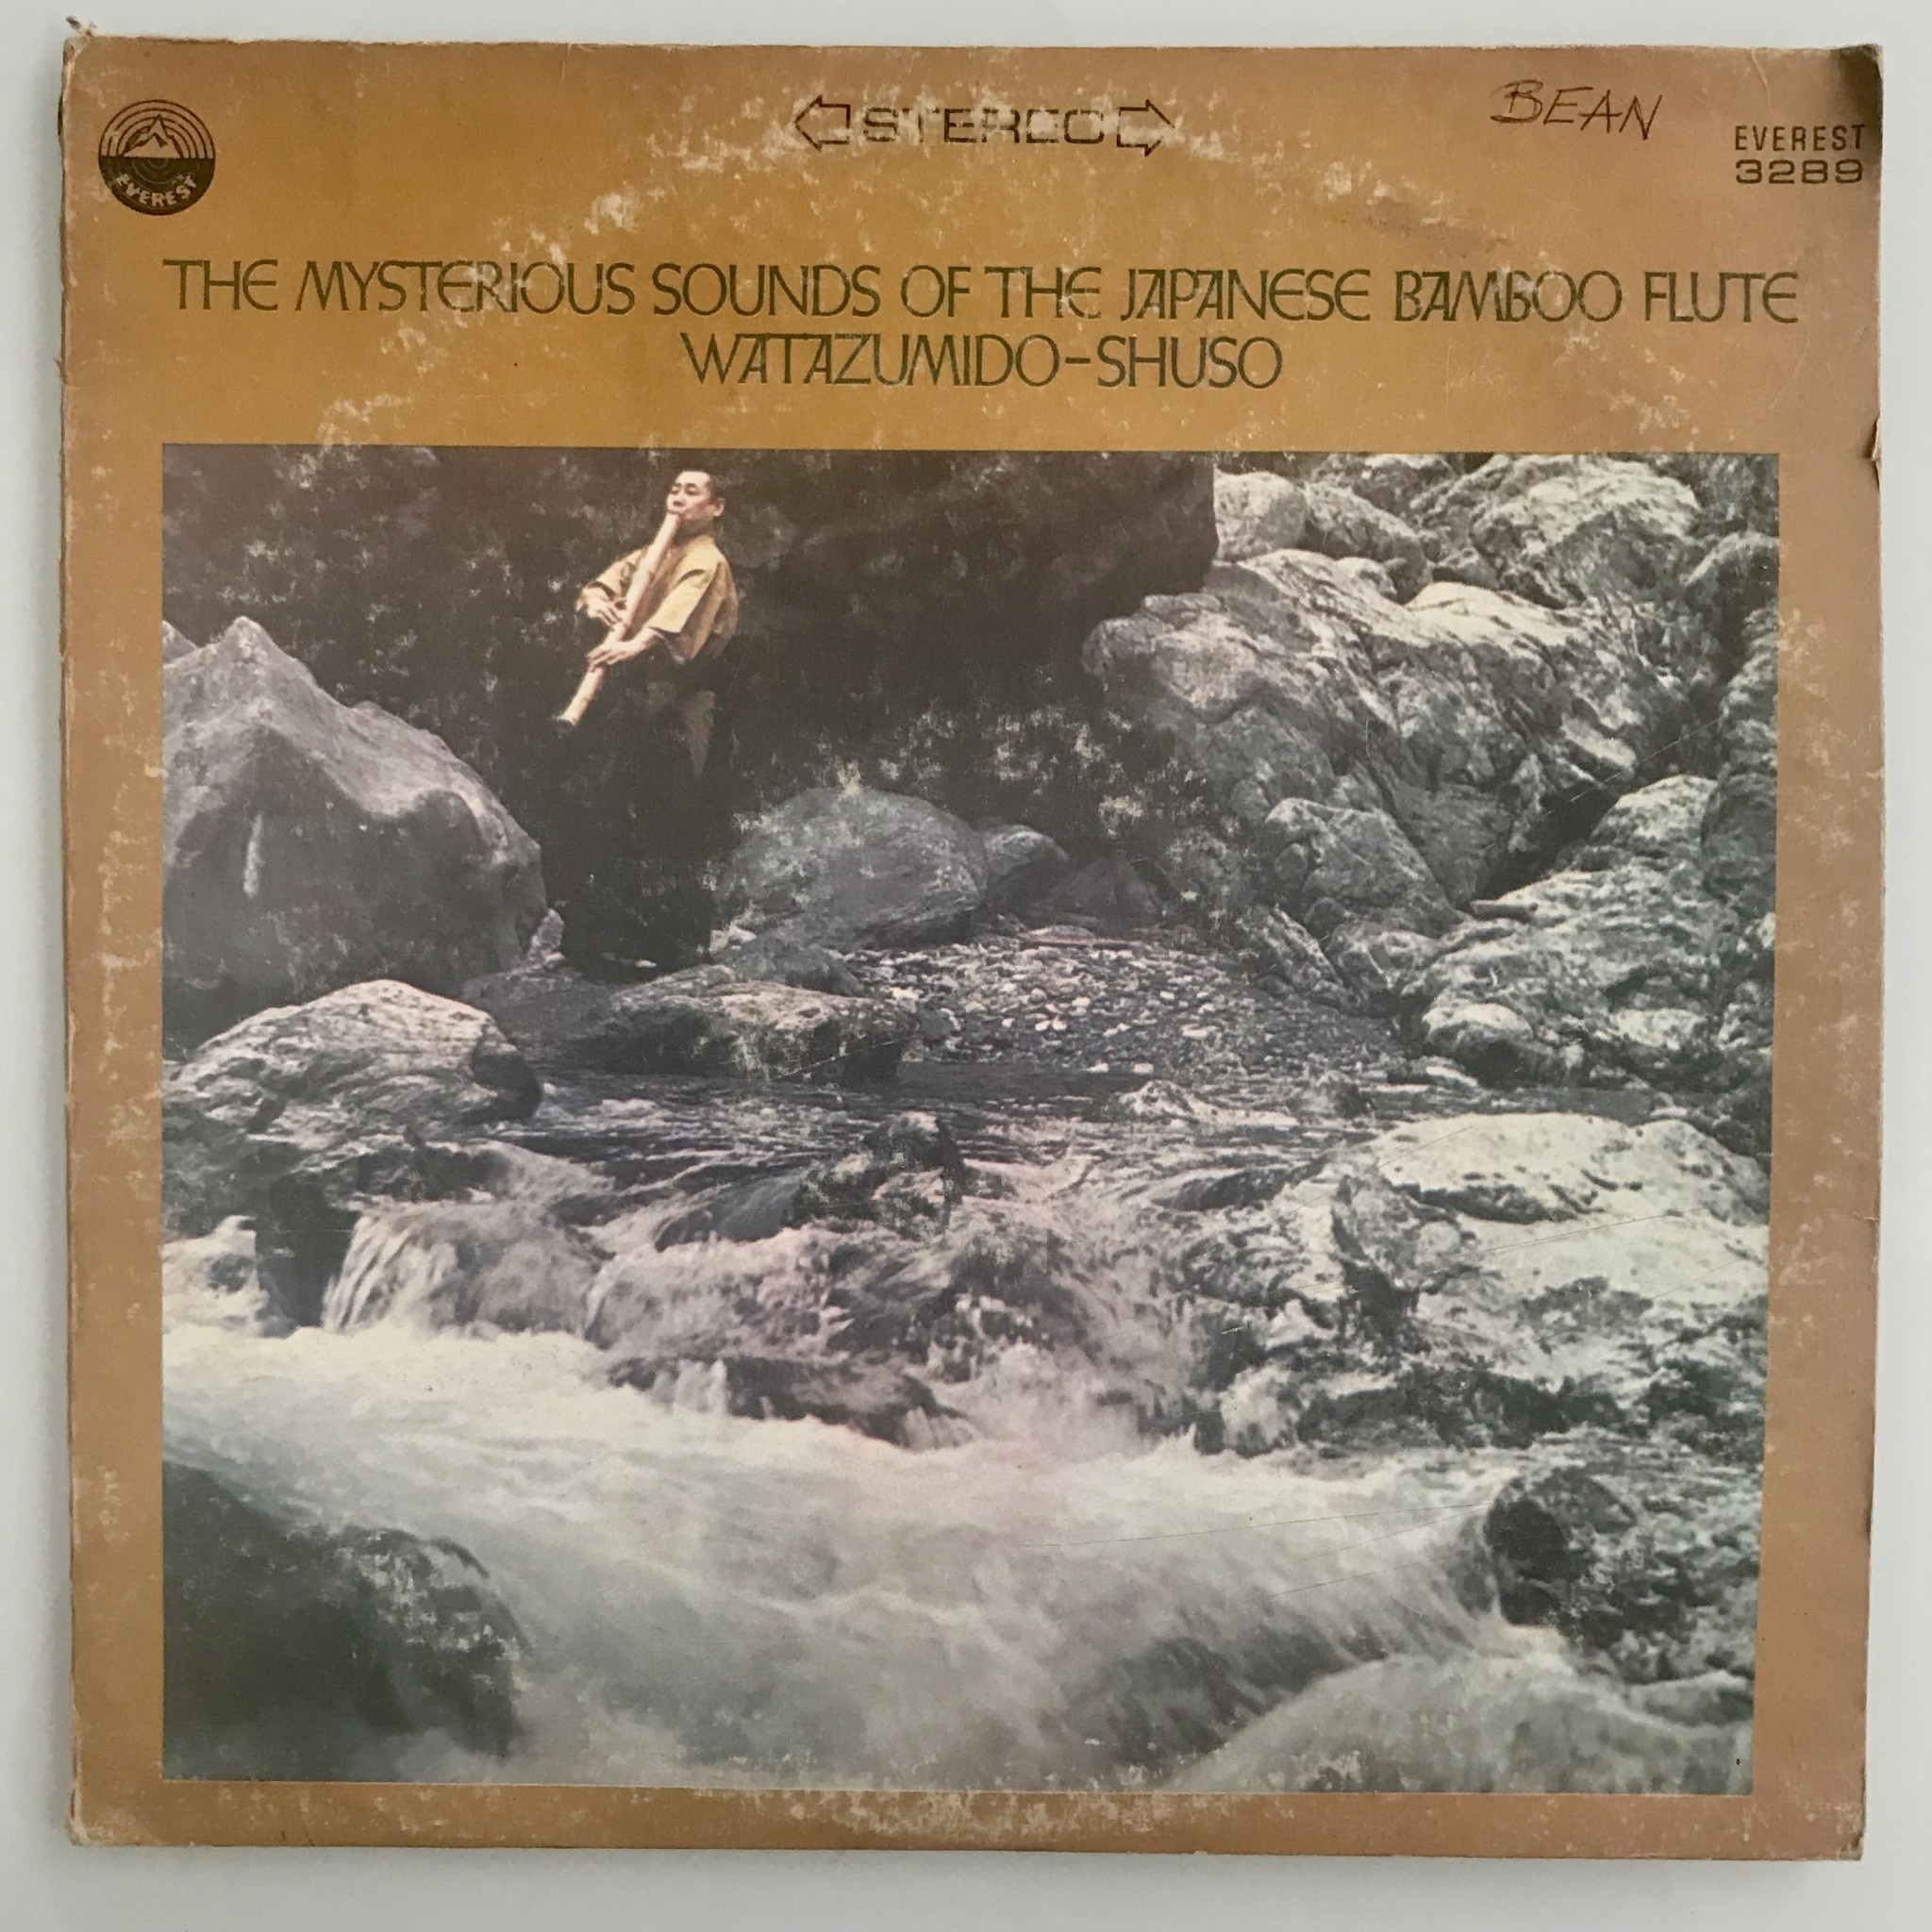 STEREO
BEAN
EVEREST
3289
EVEREST
THE MYSTERIOUS SOUNDS OF THE JAPANESE BAMBOO FLUTE
WATAZUMIDO-SHUSO